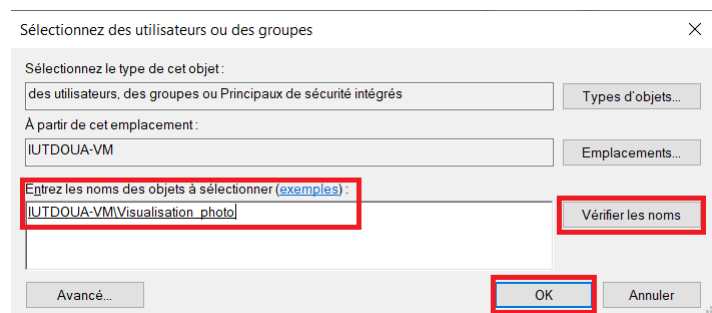 Sélectionnez des utilisateurs ou des groupes
Sélectionnez le type de cet objet :
des utilisateurs, des groupes ou Principaux de sécurité intégrés
Types d'objets...
À partir de cet emplacement :
IUTDOUA-VM
Emplacements...
Entrez les noms des objets à sélectionner (exemples) :
IUTDOUA-VM\Visualisation_photo
Vérifier les noms
Avancé...
OK
Annuler